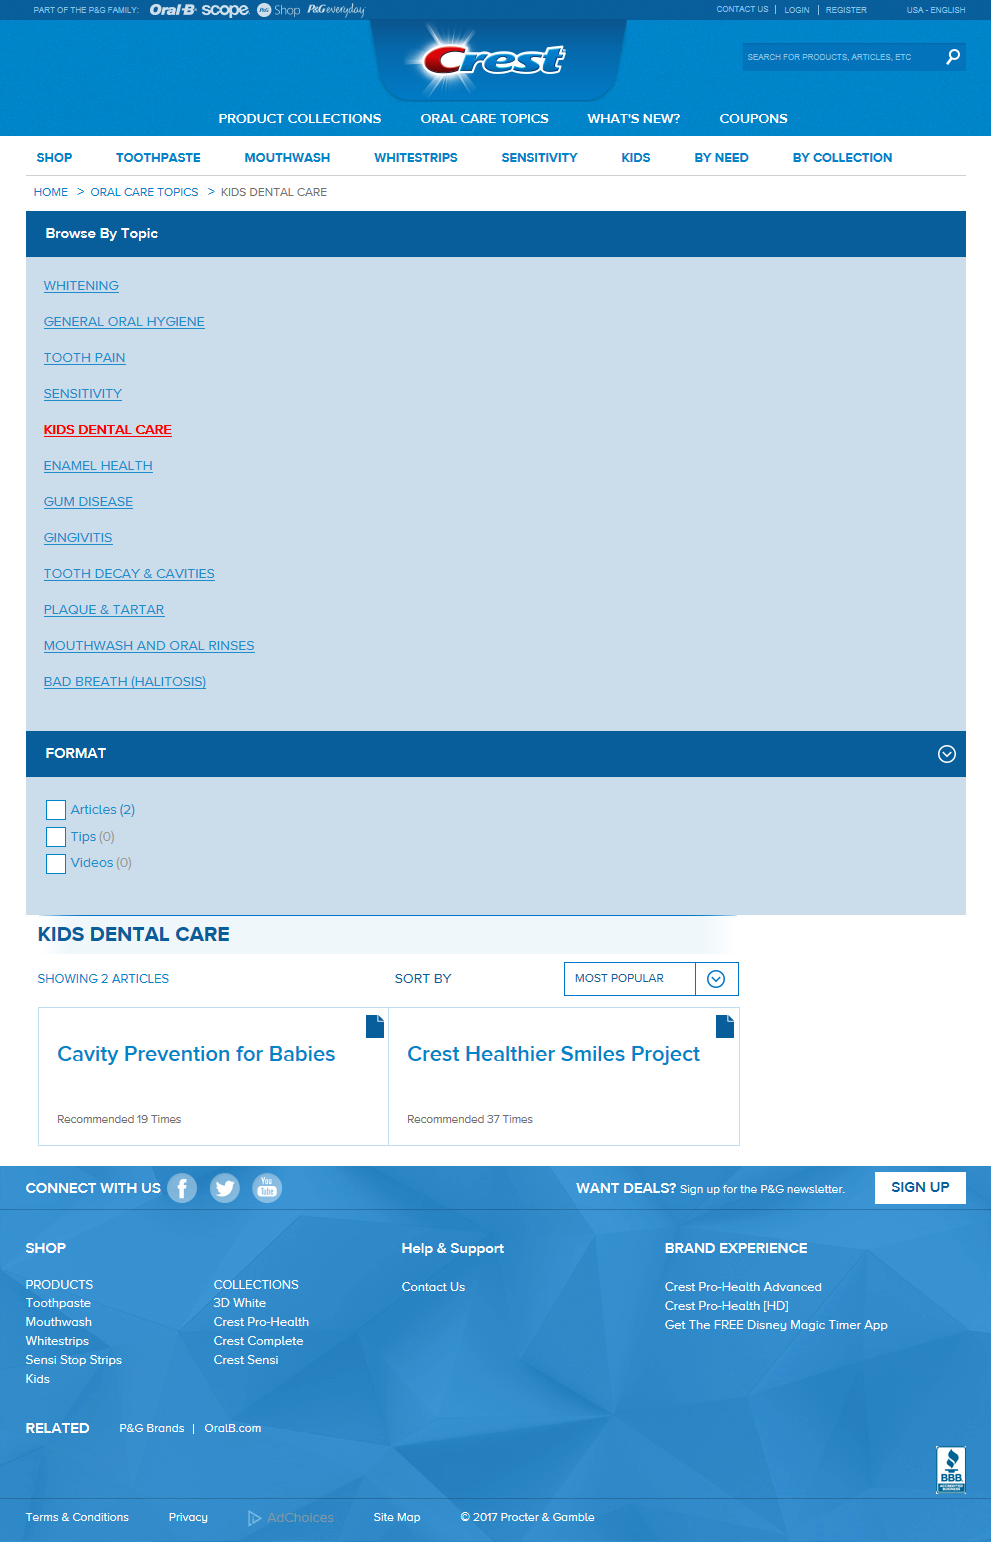 PART OF THE P&G FAMILY: Oral-B scope. P&G Shop P&G everyday CONTACT US | LOGIN | REGISTER USA - ENGLISH
Crest
SEARCH FOR PRODUCTS, ARTICLES, ETC
PRODUCT COLLECTIONS ORAL CARE TOPICS WHAT'S NEW? COUPONS
SHOP TOOTHPASTE MOUTHWASH WHITESTRIPS SENSITIVITY KIDS BY NEED BY COLLECTION
HOME > ORAL CARE TOPICS > KIDS DENTAL CARE
Browse By Topic
WHITENING
GENERAL ORAL HYGIENE
TOOTH PAIN
SENSITIVITY
KIDS DENTAL CARE
ENAMEL HEALTH
GUM DISEASE
GINGIVITIS
TOOTH DECAY & CAVITIES
PLAQUE & TARTAR
MOUTHWASH AND ORAL RINSES
BAD BREATH (HALITOSIS)
FORMAT
Articles (2)
Tips (0)
Videos (0)
KIDS DENTAL CARE
SHOWING 2 ARTICLES SORT BY MOST POPULAR
Cavity Prevention for Babies
Recommended 19 Times
Crest Healthier Smiles Project
Recommended 37 Times
CONNECT WITH US You Tube WANT DEALS? Sign up for the P&G newsletter. SIGN UP
SHOP
PRODUCTS
Toothpaste
Mouthwash
Whitestrips
Sensi Stop Strips
Kids
COLLECTIONS
3D White
Crest Pro-Health
Crest Complete
Crest Sensi
Help & Support
Contact Us
BRAND EXPERIENCE
Crest Pro-Health Advanced
Crest Pro-Health [HD]
Get The FREE Disney Magic Timer App
RELATED P&G Brands | OralB.com
BBB
ACCREDITED
BUSINESS
Terms & Conditions Privacy AdChoices Site Map © 2017 Procter & Gamble